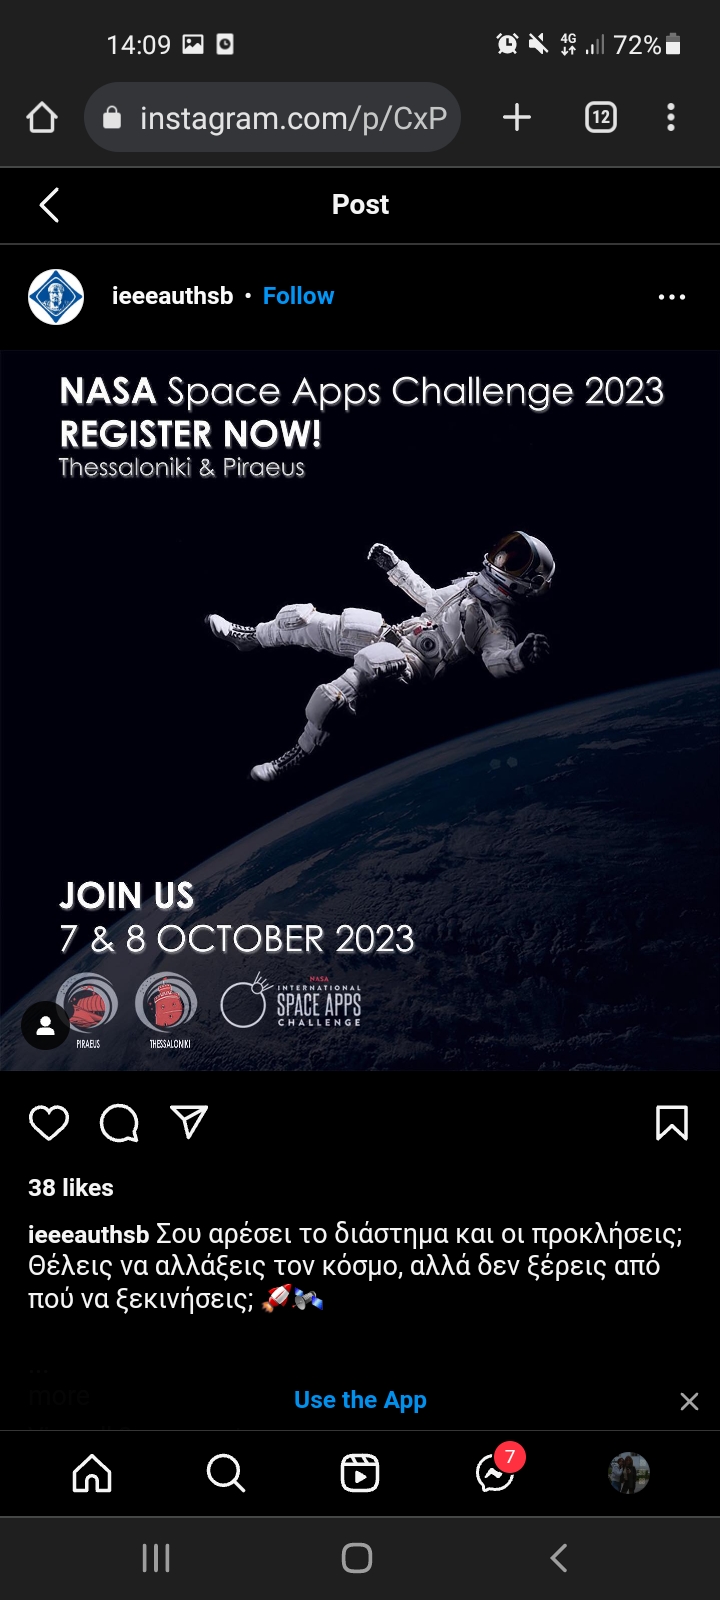 14:09
4G
72%
instagram.com/p/CxP
12
Post
ieeeauthsb • Follow
NASA Space Apps Challenge 2023
REGISTER NOW!
Thessaloniki & Piraeus
JOIN US
7 & 8 OCTOBER 2023
PIRAEUS
THESSALONIKI
NASA
INTERNATIONAL
SPACE APPS
CHALLENGE
38 likes
ieeeauthsb Σου αρέσει το διάστημα και οι προκλήσεις;
Θέλεις να αλλάξεις τον κόσμο, αλλά δεν ξέρεις από
πού να ξεκινήσεις; 🚀🛰️
...
more
Use the App
7